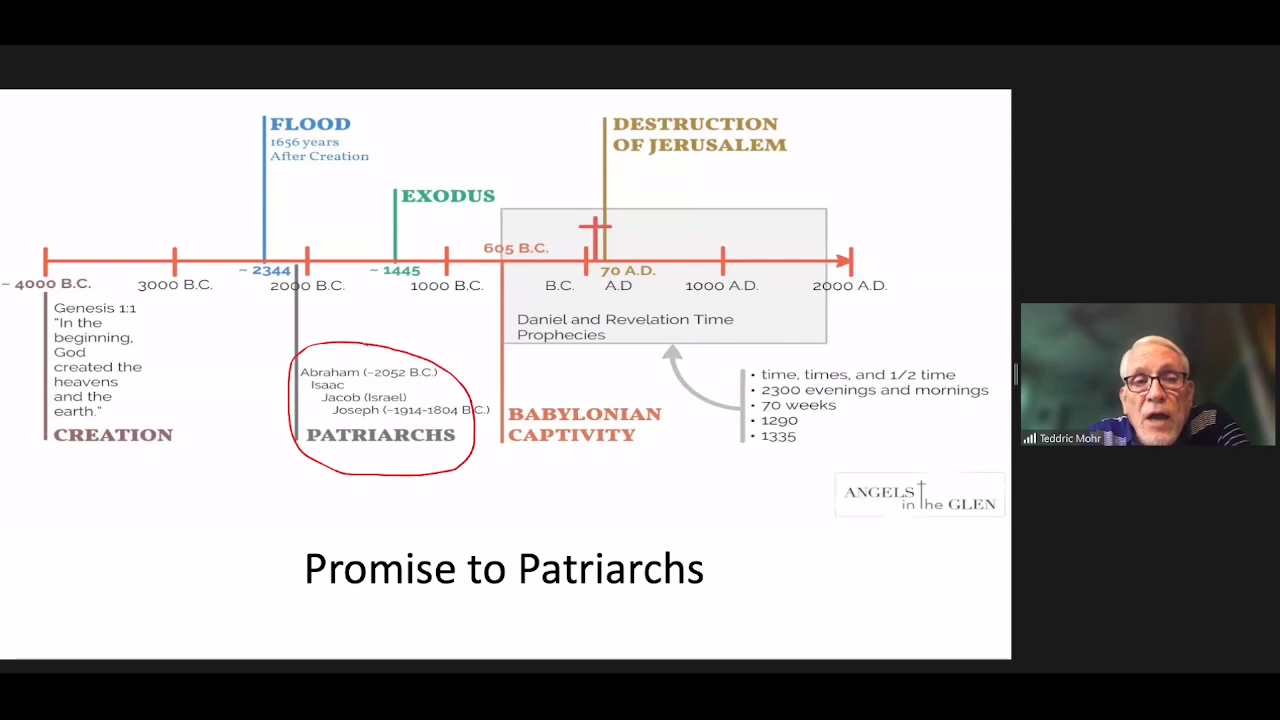 FLOOD
1656 years
After Creation
DESTRUCTION
OF JERUSALEM
EXODUS
605 B.C.
~ 2344
~ 1445
70 A.D.
~ 4000 B.C.
3000 B.C.
2000 B.C.
1000 B.C.
B.C.
A.D
1000 A.D.
2000 A.D.
Genesis 1:1
“In the
beginning,
God
created the
heavens
and the
earth.”
CREATION
Abraham (~2052 B.C.)
Isaac
Jacob (Israel)
Joseph (~1914-1804 B.C.)
PATRIARCHS
BABYLONIAN
CAPTIVITY
Daniel and Revelation Time
Prophecies
• time, times, and 1/2 time
• 2300 evenings and mornings
• 70 weeks
• 1290
• 1335
ANGELS
in the GLEN
Promise to Patriarchs
Teddric Mohr